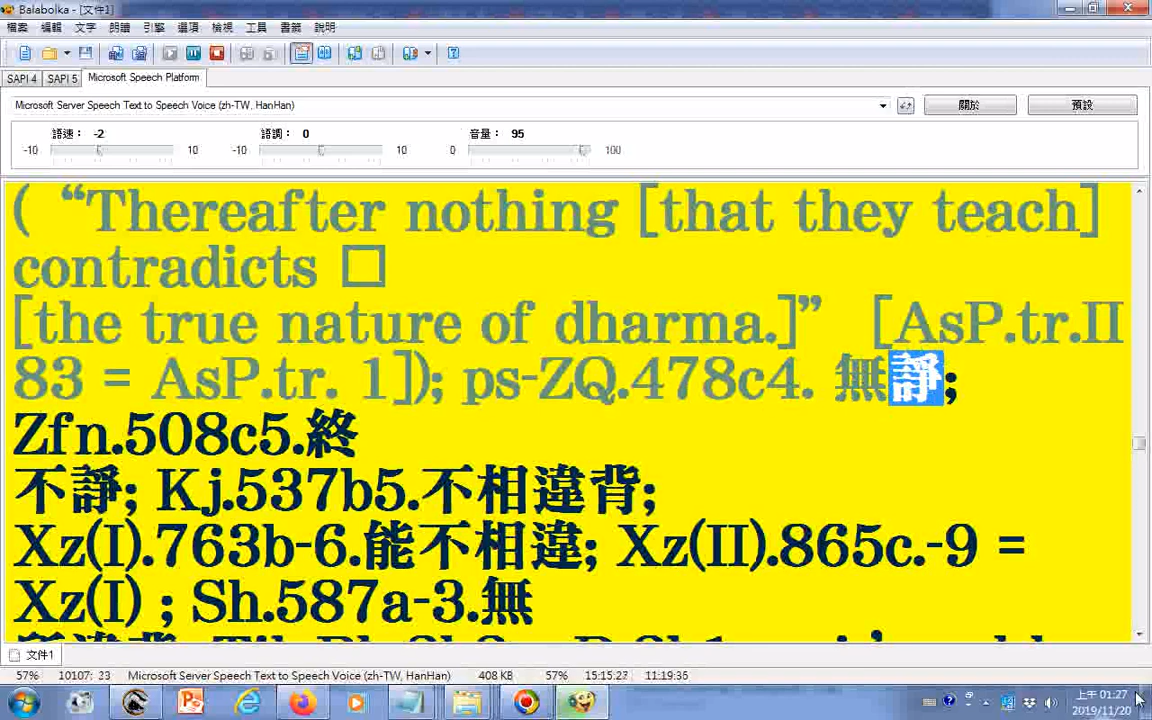 Balabolka - [文件1]
檔案 編輯 文字 朗讀 引擎 選項 檢視 工具 書籤 說明
SAPI 4 SAPI 5 Microsoft Speech Platform
Microsoft Server Speech Text to Speech Voice (zh-TW, HanHan) 關於 預設
語速： -2 語調： 0 音量： 95
-10 10 -10 10 0 100
( “Thereafter nothing [that they teach]
contradicts □
[the true nature of dharma.]” [AsP.tr.II
83 = AsP.tr. 1]); ps-ZQ.478c4. 無諍;
Zfn.508c5.終
不諍; Kj.537b5.不相違背;
Xz(I).763b-6.能不相違; Xz(II).865c.-9 =
Xz(I) ; Sh.587a-3.無
文件1
57% 10107: 23 Microsoft Server Speech Text to Speech Voice (zh-TW, HanHan) 408 KB 57% 15:15:23 11:19:35
上午 01:27
2019/11/20